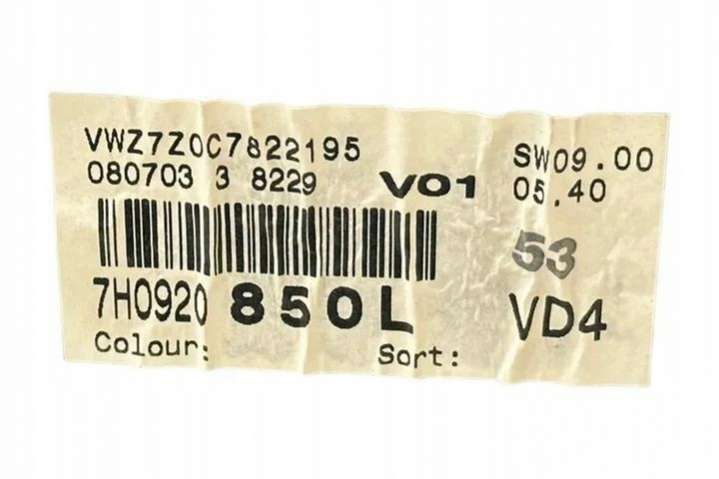 VWZ7Z0C7822195 SW09.00
080703 3 8229 V01 05.40
53
7H0920 850L VD4
Colour: Sort: